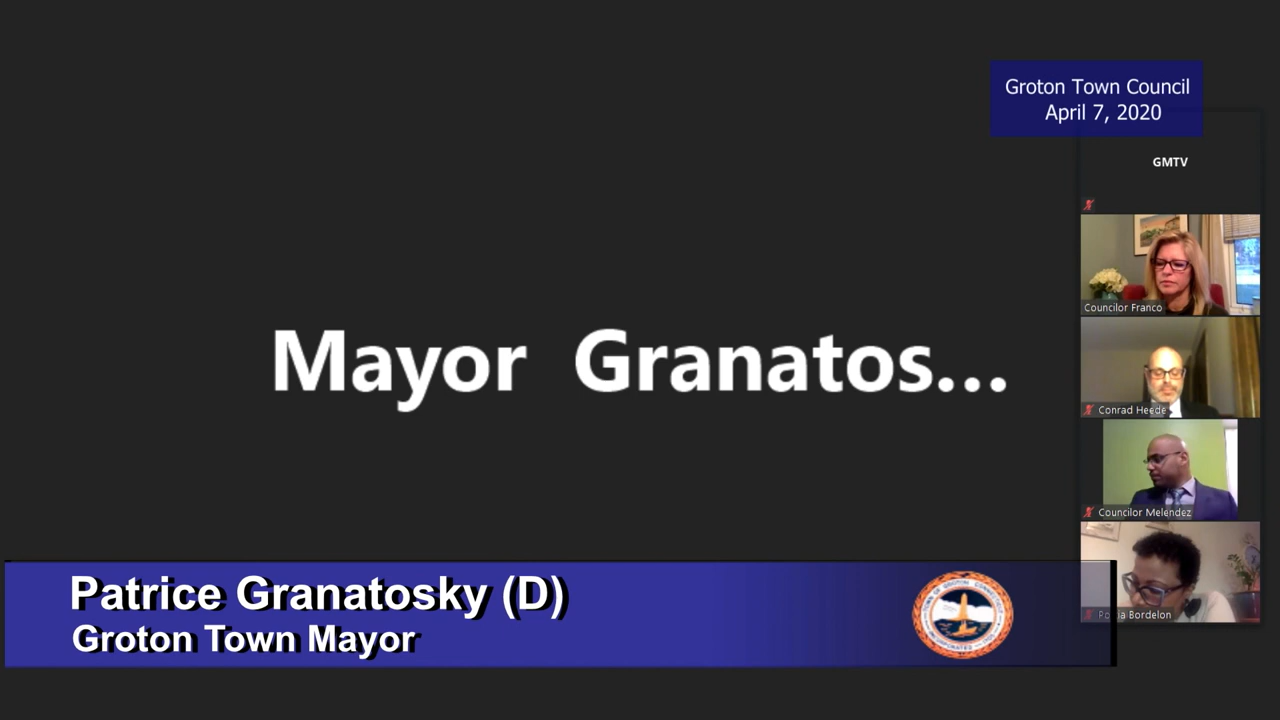 Groton Town Council
April 7, 2020
GMTV
Councilor Franco
Mayor Granatos...
Conrad Heede
Councilor Melendez
Patrice Granatosky (D)
Groton Town Mayor
Bordelon